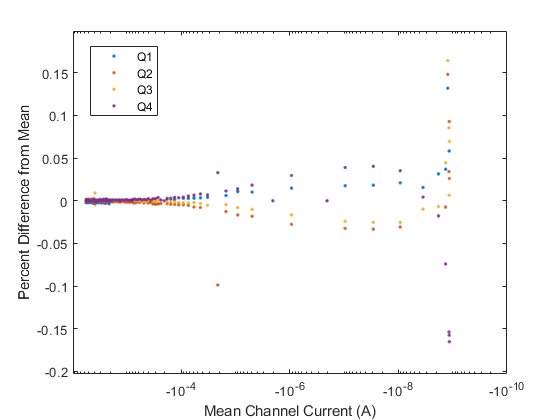 Q1
Q2
Q3
Q4
0.15
0.1
0.05
0
-0.05
-0.1
-0.15
-0.2
Percent Difference from Mean
-10^-4 -10^-6 -10^-8 -10^-10
Mean Channel Current (A)